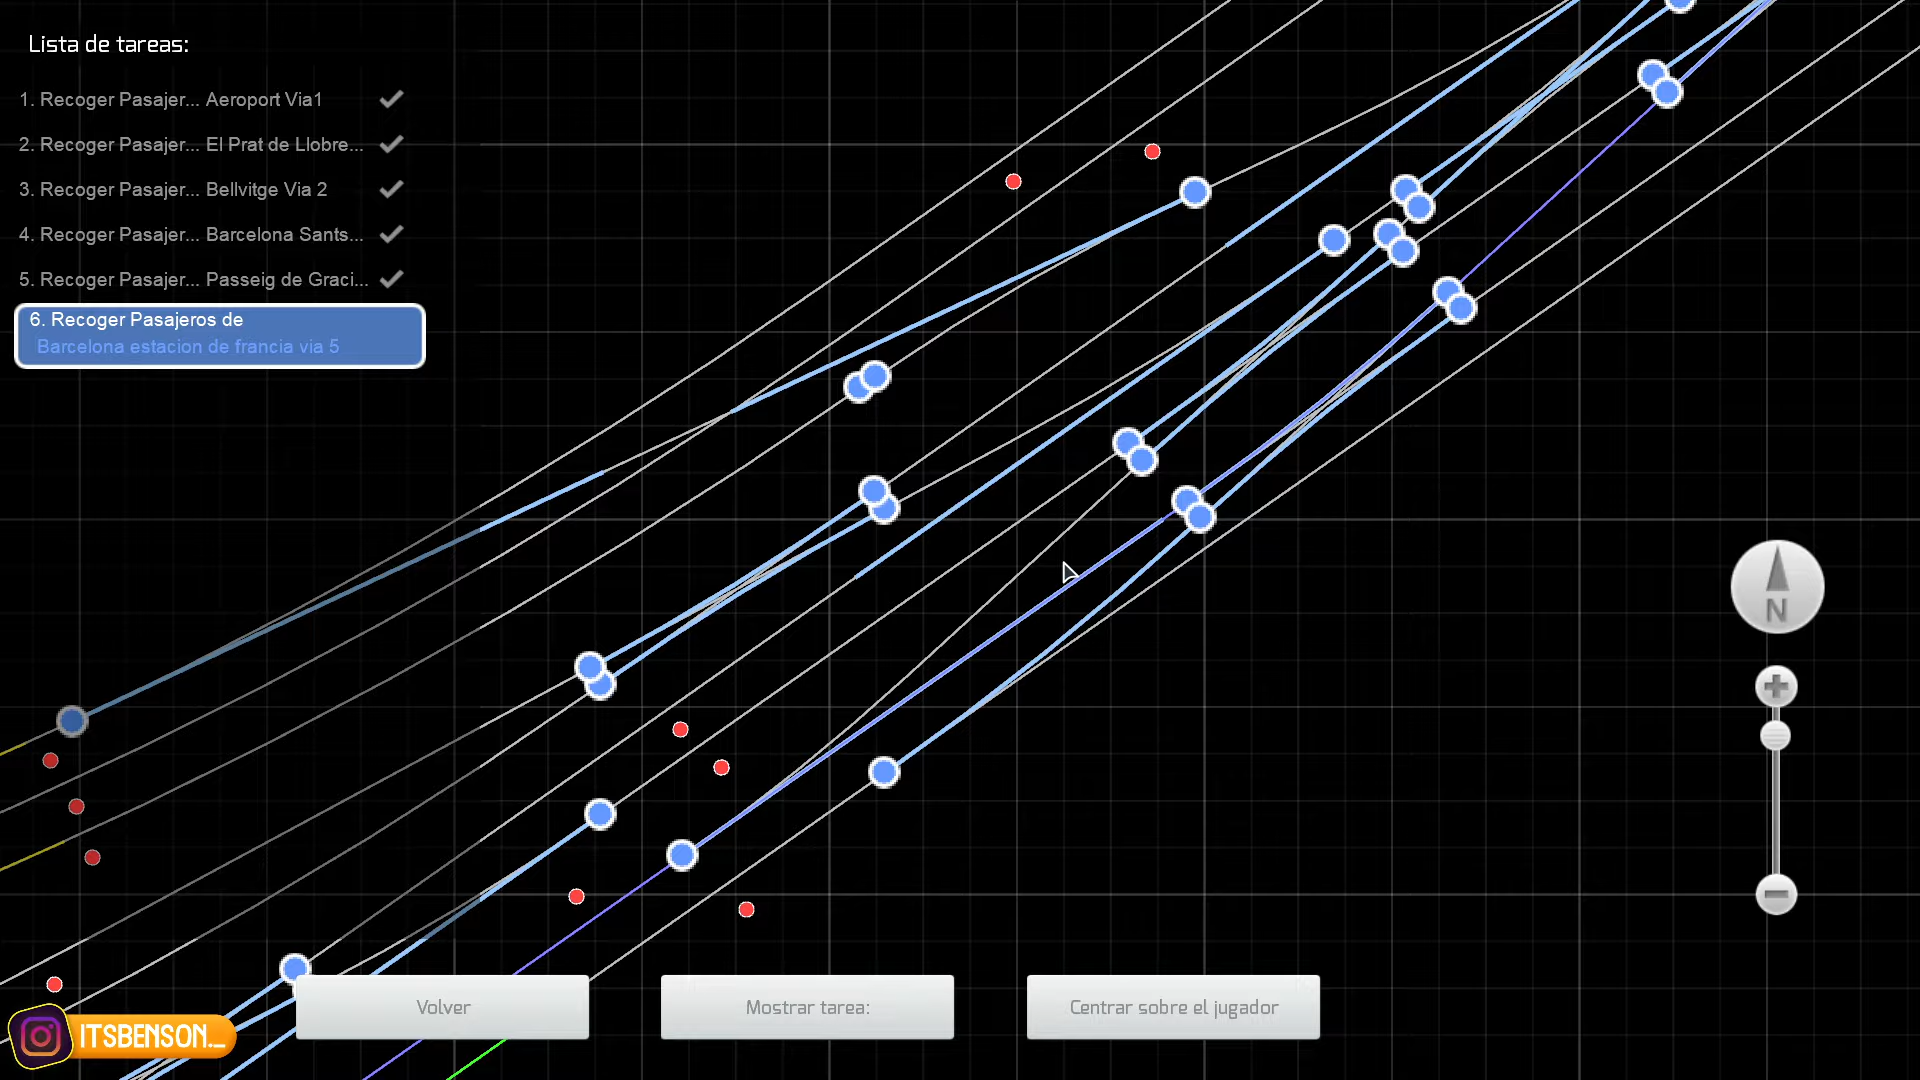 Lista de tareas:
1. Recoger Pasajer... Aeroport Via1
2. Recoger Pasajer... El Prat de Llobre...
3. Recoger Pasajer... Bellvitge Via 2
4. Recoger Pasajer... Barcelona Sants...
5. Recoger Pasajer... Passeig de Graci...
6. Recoger Pasajeros de
Barcelona estacion de francia via 5
N
Volver
Mostrar tarea:
Centrar sobre el jugador
ITSBENSON._